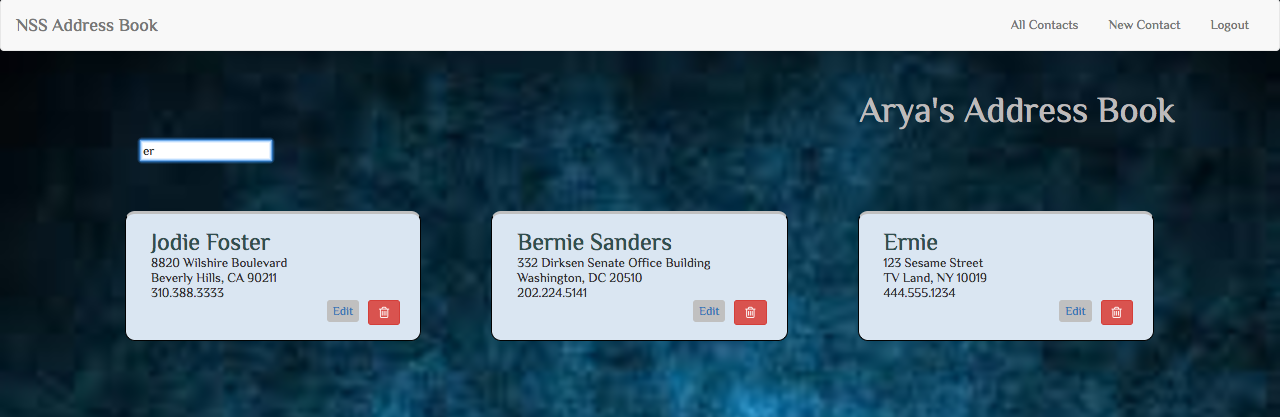 NSS Address Book
All Contacts New Contact Logout
Arya's Address Book
er
Jodie Foster
8820 Wilshire Boulevard
Beverly Hills, CA 90211
310.388.3333
Edit
Bernie Sanders
332 Dirksen Senate Office Building
Washington, DC 20510
202.224.5141
Edit
Ernie
123 Sesame Street
TV Land, NY 10019
444.555.1234
Edit